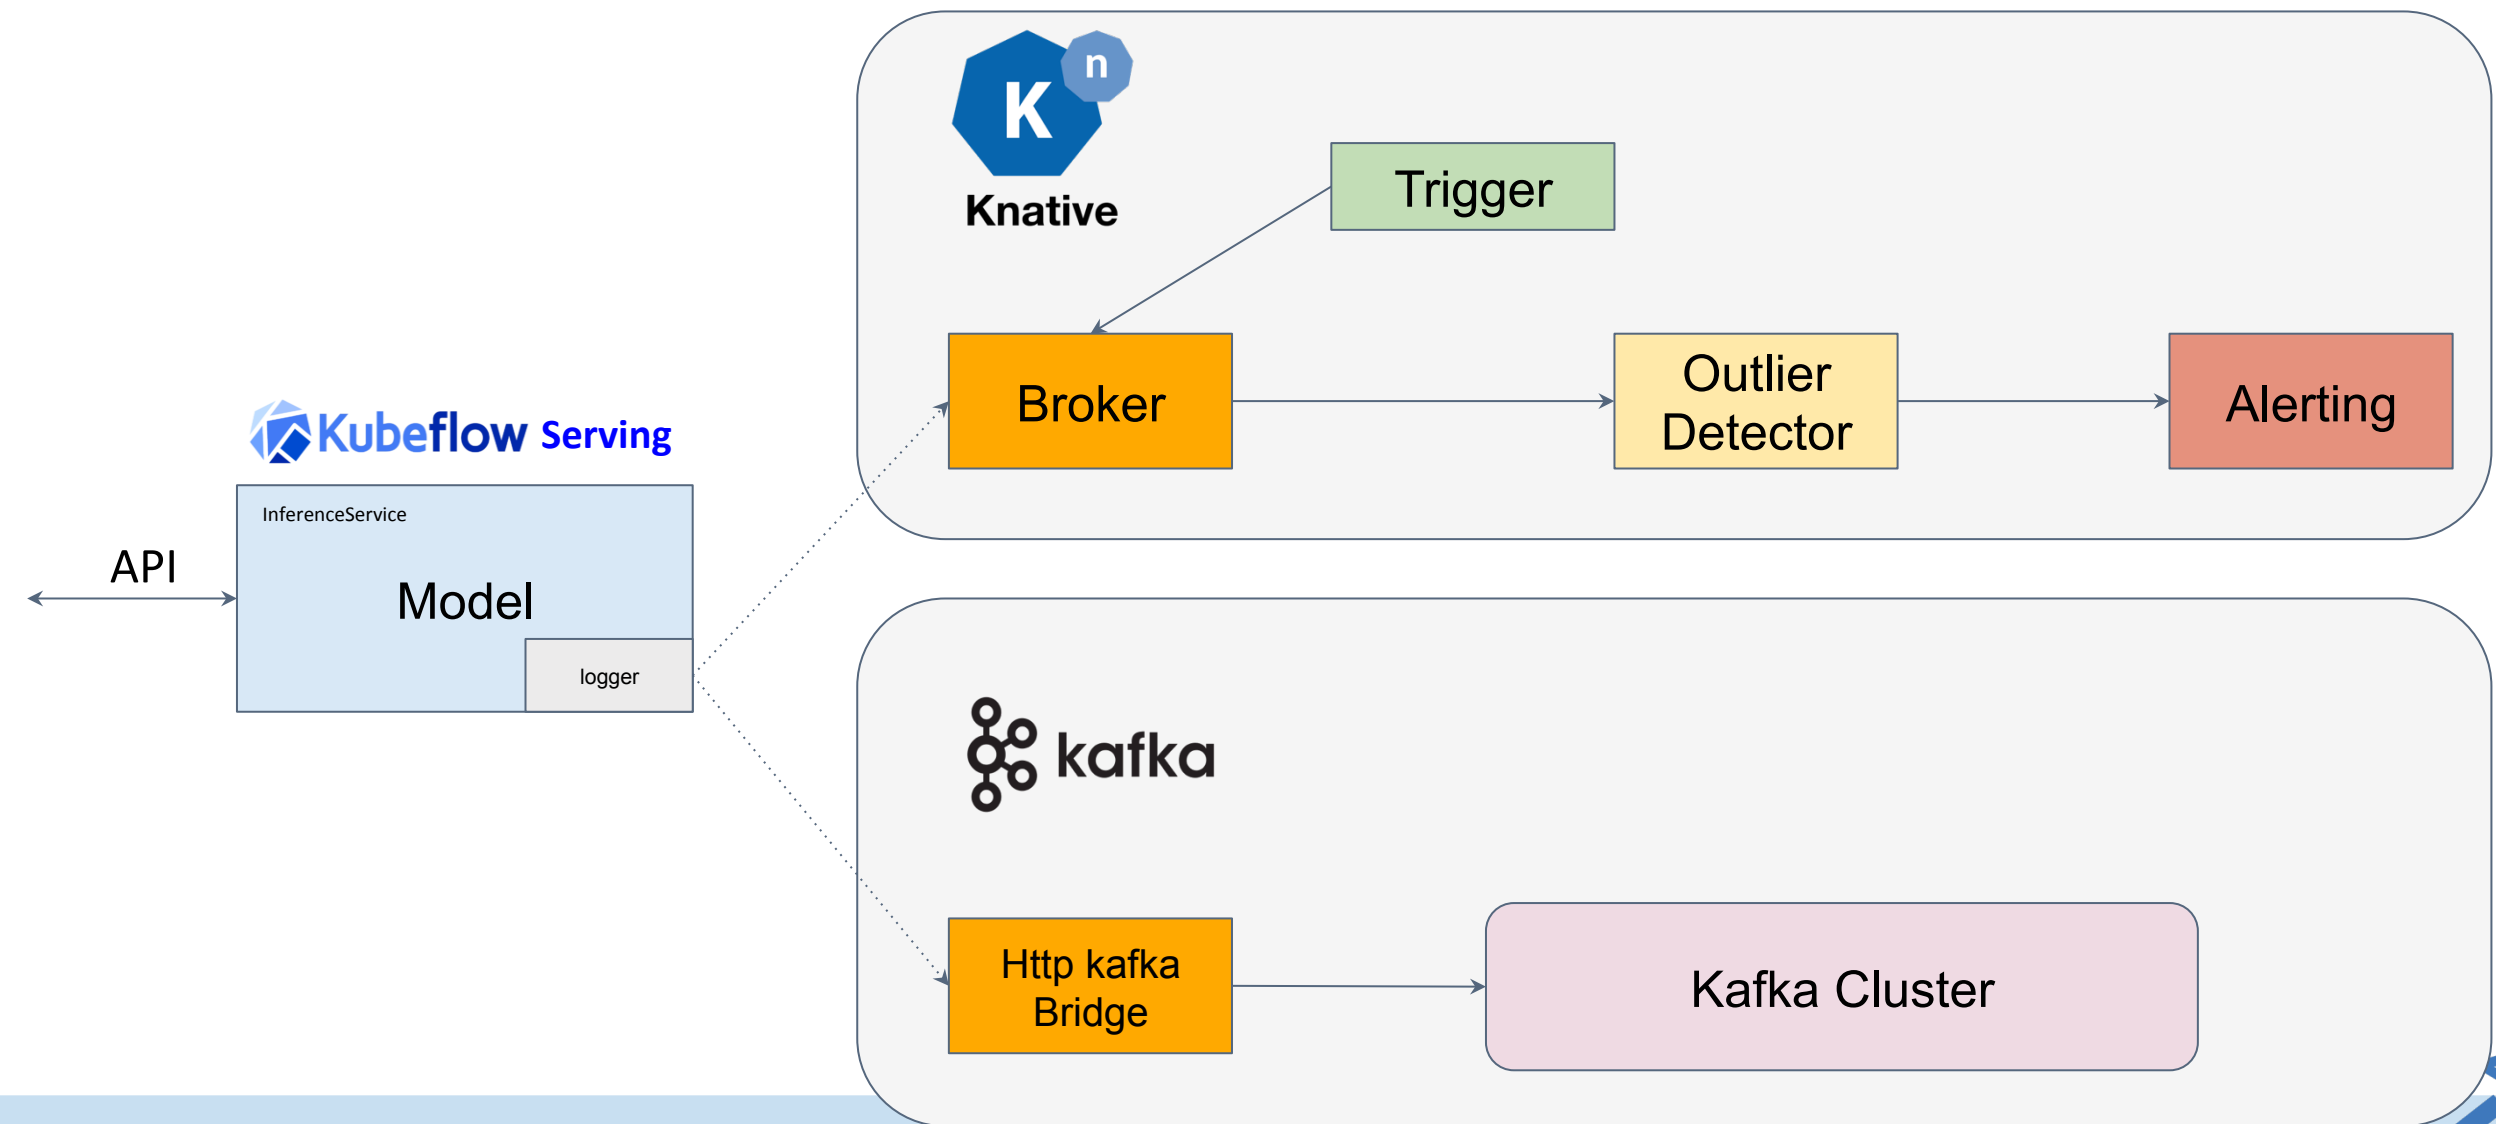 K
n
Knative
Trigger
Broker
Outlier
Detector
Alerting
Kubeflow Serving
InferenceService
API
Model
logger
kafka
Http kafka
Bridge
Kafka Cluster